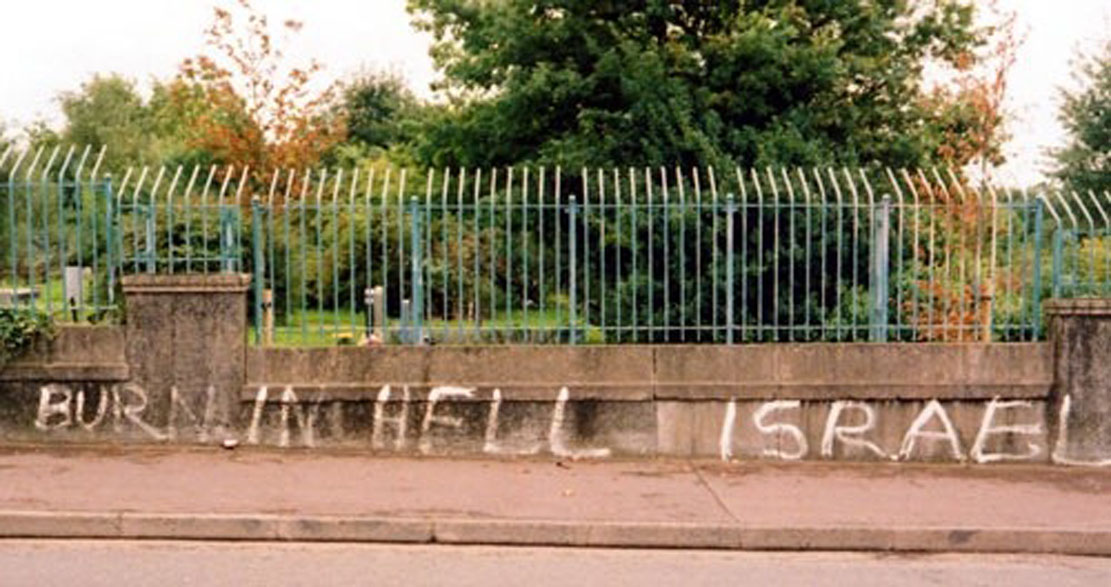 BURN IN HELL ISRAEL